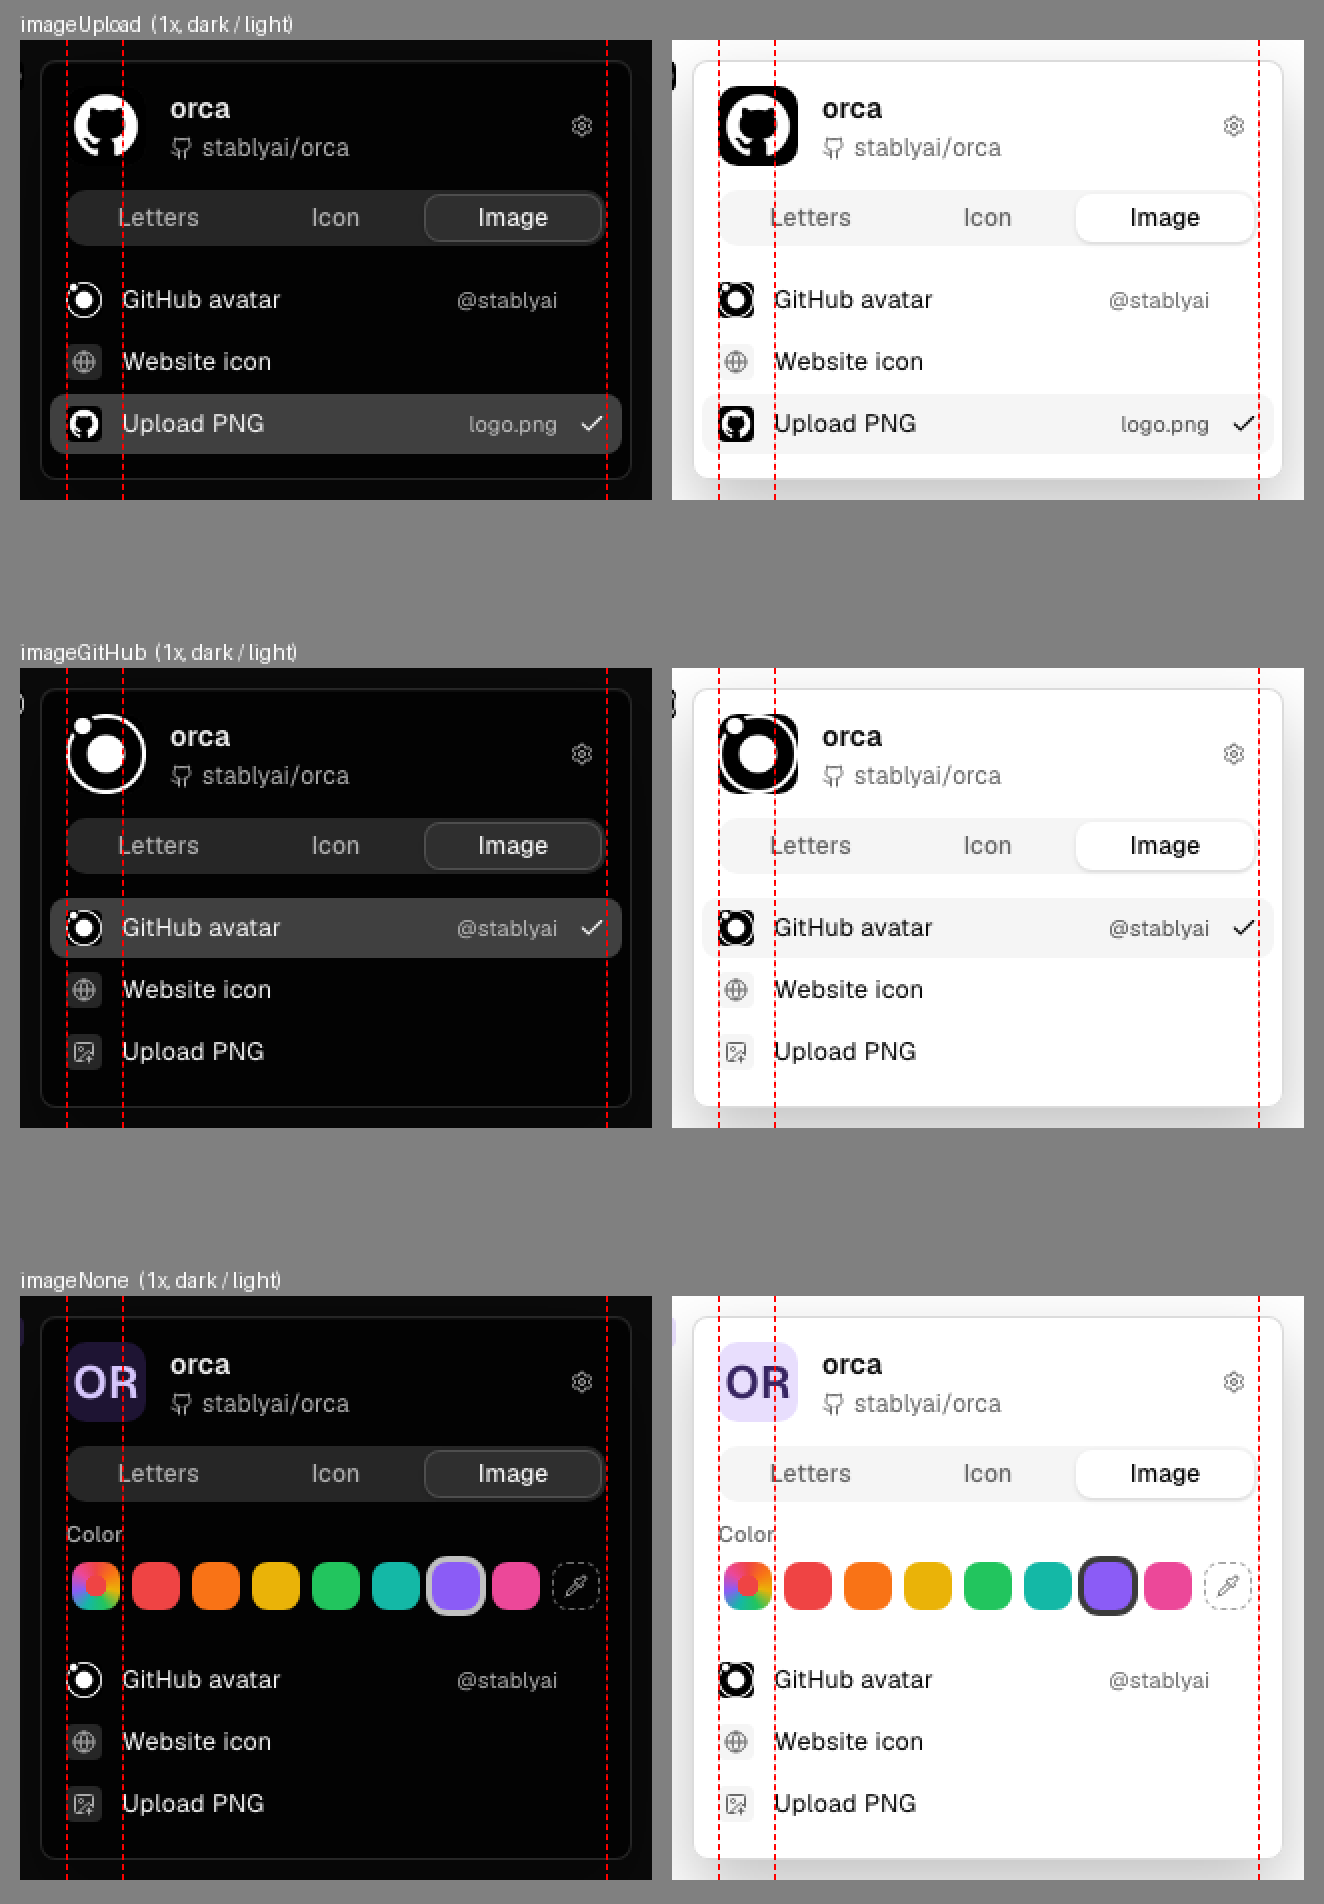 imageUpload (1x, dark / light)
orca
stablyai/orca
Letters Icon Image
GitHub avatar @stablyai
Website icon
Upload PNG logo.png
orca
stablyai/orca
Letters Icon Image
GitHub avatar @stablyai
Website icon
Upload PNG logo.png
imageGitHub (1x, dark / light)
orca
stablyai/orca
Letters Icon Image
GitHub avatar @stablyai
Website icon
Upload PNG
orca
stablyai/orca
Letters Icon Image
GitHub avatar @stablyai
Website icon
Upload PNG
imageNone (1x, dark / light)
OR
orca
stablyai/orca
Letters Icon Image
Color
GitHub avatar @stablyai
Website icon
Upload PNG
OR
orca
stablyai/orca
Letters Icon Image
Color
GitHub avatar @stablyai
Website icon
Upload PNG